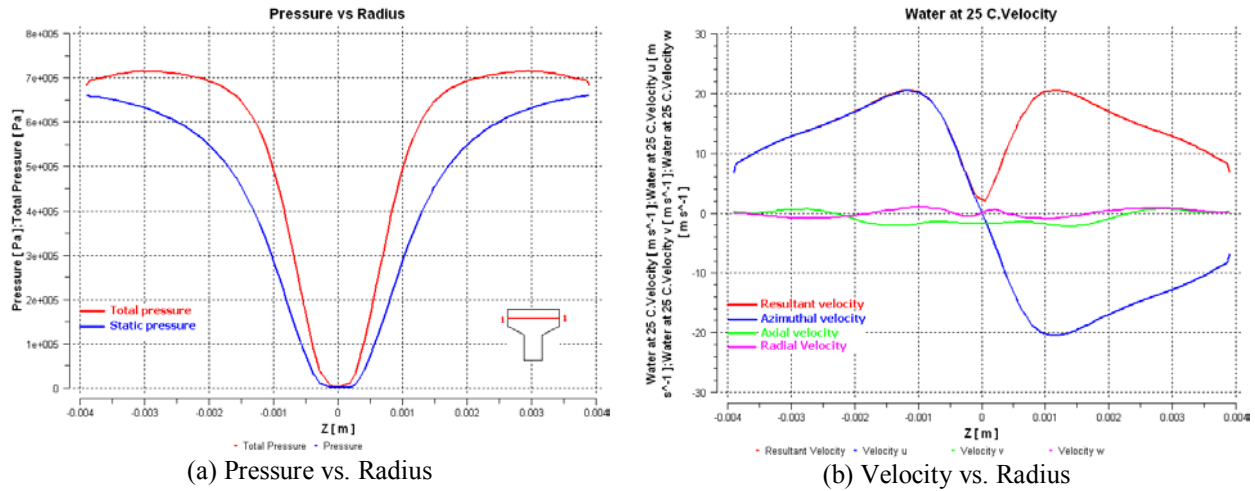 Pressure vs Radius
8e+005
7e+005
6e+005
5e+005
4e+005
3e+005
2e+005
1e+005
0
Pressure [ Pa ]:Total Pressure [ Pa ]
Total pressure
Static pressure
1 1
-0.004 -0.003 -0.002 -0.001 0 0.001 0.002 0.003 0.004
Z [ m ]
- Total Pressure - Pressure
(a) Pressure vs. Radius
Water at 25 C.Velocity
30
20
10
0
-10
-20
-30
Water at 25 C.Velocity [ m s^-1 ]:Water at 25 C.Velocity u [ m
s^-1 ]:Water at 25 C.Velocity v [ m s^-1 ]:Water at 25 C.Velocity w
[ m s^-1 ]
Resultant velocity
Azimuthal velocity
Axial velocity
Radial Velocity
-0.004 -0.003 -0.002 -0.001 0 0.001 0.002 0.003 0.004
Z [ m ]
- Resultant Velocity - Velocity u - Velocity v - Velocity w
(b) Velocity vs. Radius